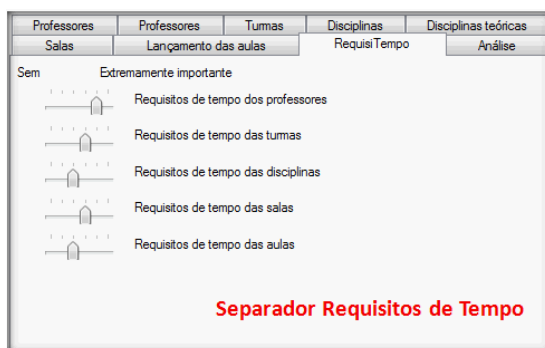 Professores Professores Turmas Disciplinas Disciplinas teóricas
Salas Lançamento das aulas RequisiTempo Análise
Sem Extremamente importante
Requisitos de tempo dos professores
Requisitos de tempo das turmas
Requisitos de tempo das disciplinas
Requisitos de tempo das salas
Requisitos de tempo das aulas
Separador Requisitos de Tempo